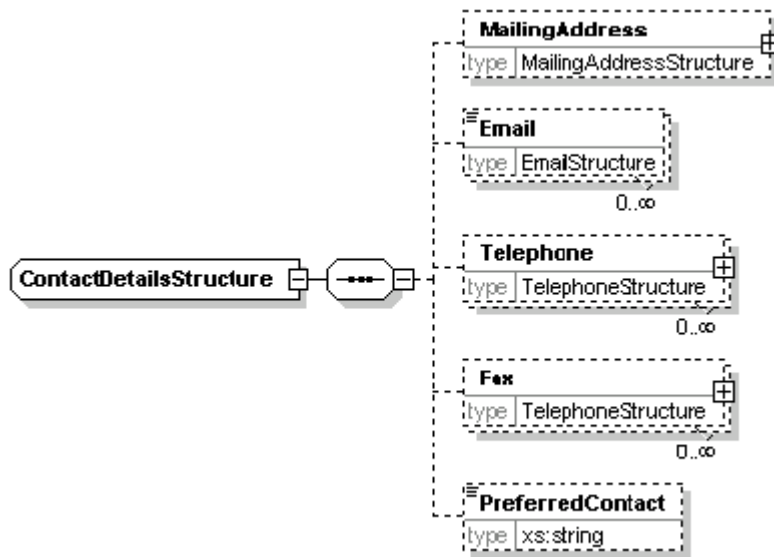 MailingAddress
type MailingAddressStructure
Email
type EmailStructure
0..∞
ContactDetailsStructure
Telephone
type TelephoneStructure
0..∞
Fax
type TelephoneStructure
0..∞
PreferredContact
type xs:string